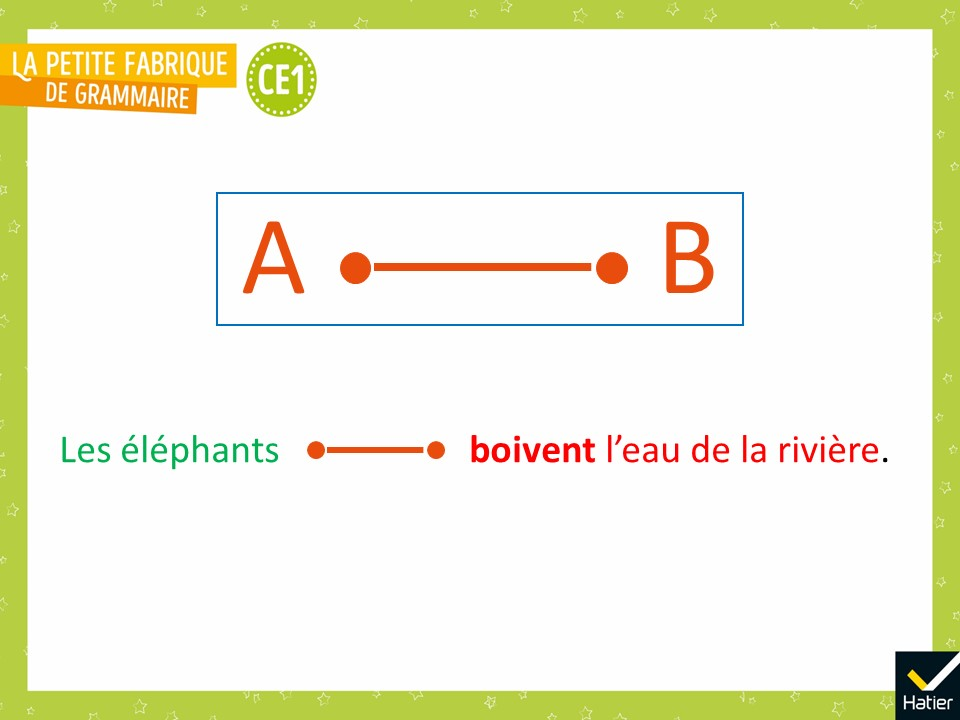 LA PETITE FABRIQUE
DE GRAMMAIRE
CE1
A B
Les éléphants boivent l’eau de la rivière.
Hatier